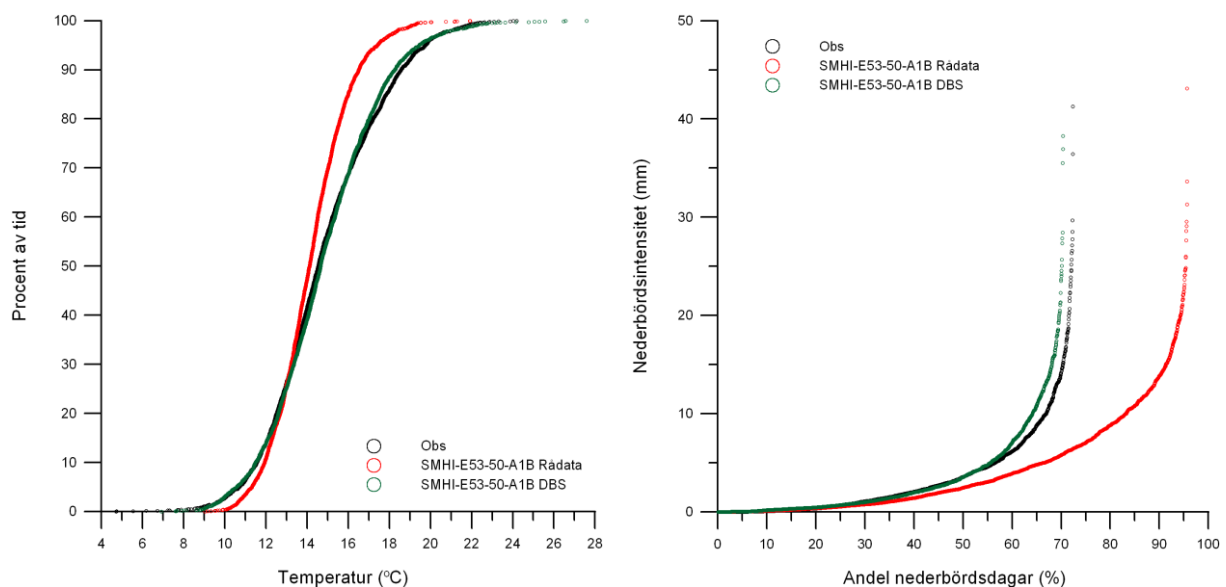 100
90
80
70
60
50
40
30
20
10
0
Procent av tid
Obs
SMHI-E53-50-A1B Rådata
SMHI-E53-50-A1B DBS
4 6 8 10 12 14 16 18 20 22 24 26 28
Temperatur (ºC)
50
40
30
20
10
0
Nederbördsintensitet (mm)
Obs
SMHI-E53-50-A1B Rådata
SMHI-E53-50-A1B DBS
0 10 20 30 40 50 60 70 80 90 100
Andel nederbördsdagar (%)